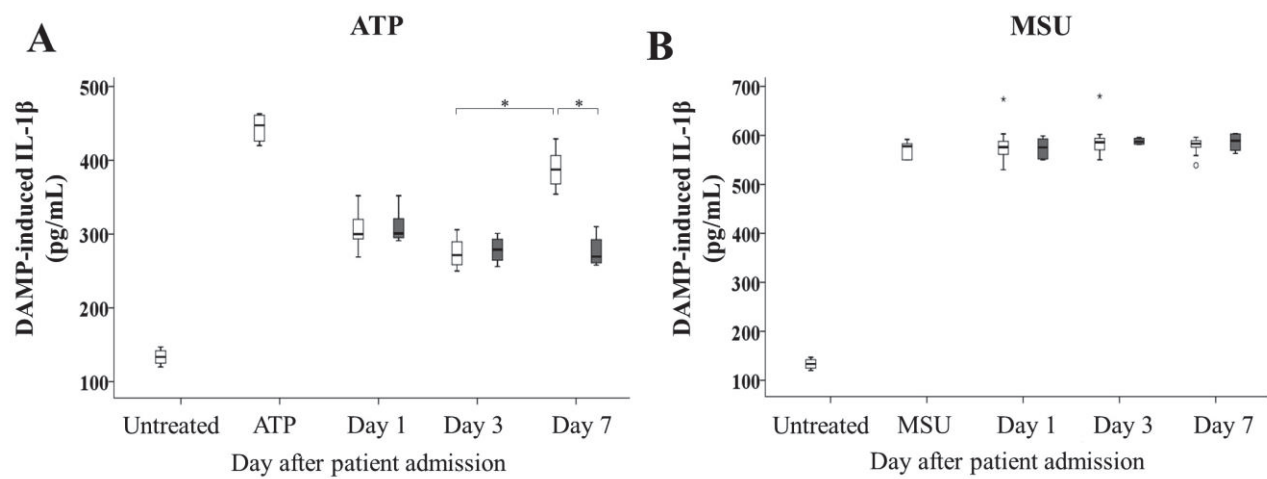 A
ATP
DAMP-induced IL-1β
(pg/mL)
500
400
300
200
100
*
*
Untreated
ATP
Day 1
Day 3
Day 7
Day after patient admission
B
MSU
DAMP-induced IL-1β
(pg/mL)
700
600
500
400
300
200
100
*
*
Untreated
MSU
Day 1
Day 3
Day 7
Day after patient admission